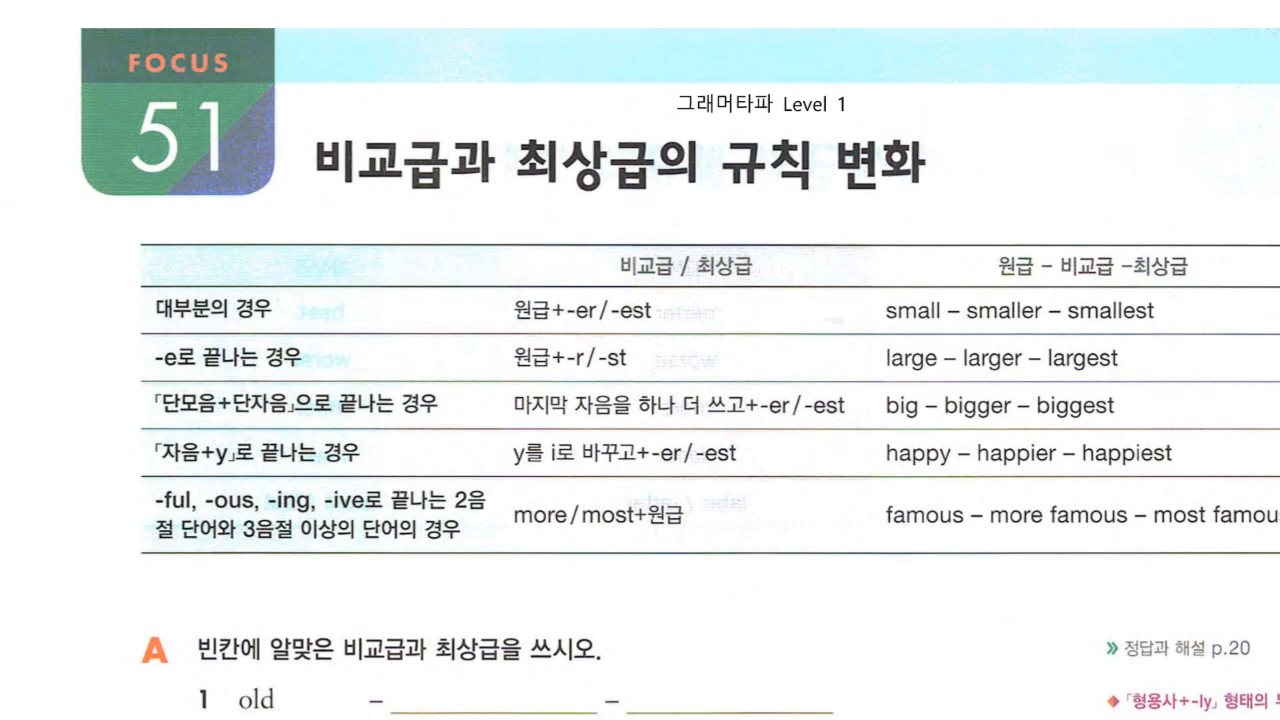 FOCUS
51
그래머타파 Level 1
비교급과 최상급의 규칙 변화
비교급 / 최상급 원급 – 비교급 –최상급
대부분의 경우 원급+-er/-est small – smaller – smallest
-e로 끝나는 경우 원급+-r/-st large – larger – largest
「단모음+단자음」으로 끝나는 경우 마지막 자음을 하나 더 쓰고+-er/-est big – bigger – biggest
「자음+y」로 끝나는 경우 y를 i로 바꾸고+-er/-est happy – happier – happiest
-ful, -ous, -ing, -ive로 끝나는 2음
절 단어와 3음절 이상의 단어의 경우 more/most+원급 famous – more famous – most famou
A 빈칸에 알맞은 비교급과 최상급을 쓰시오.
» 정답과 해설 p.20
1 old – –
◆「형용사+-ly」 형태의